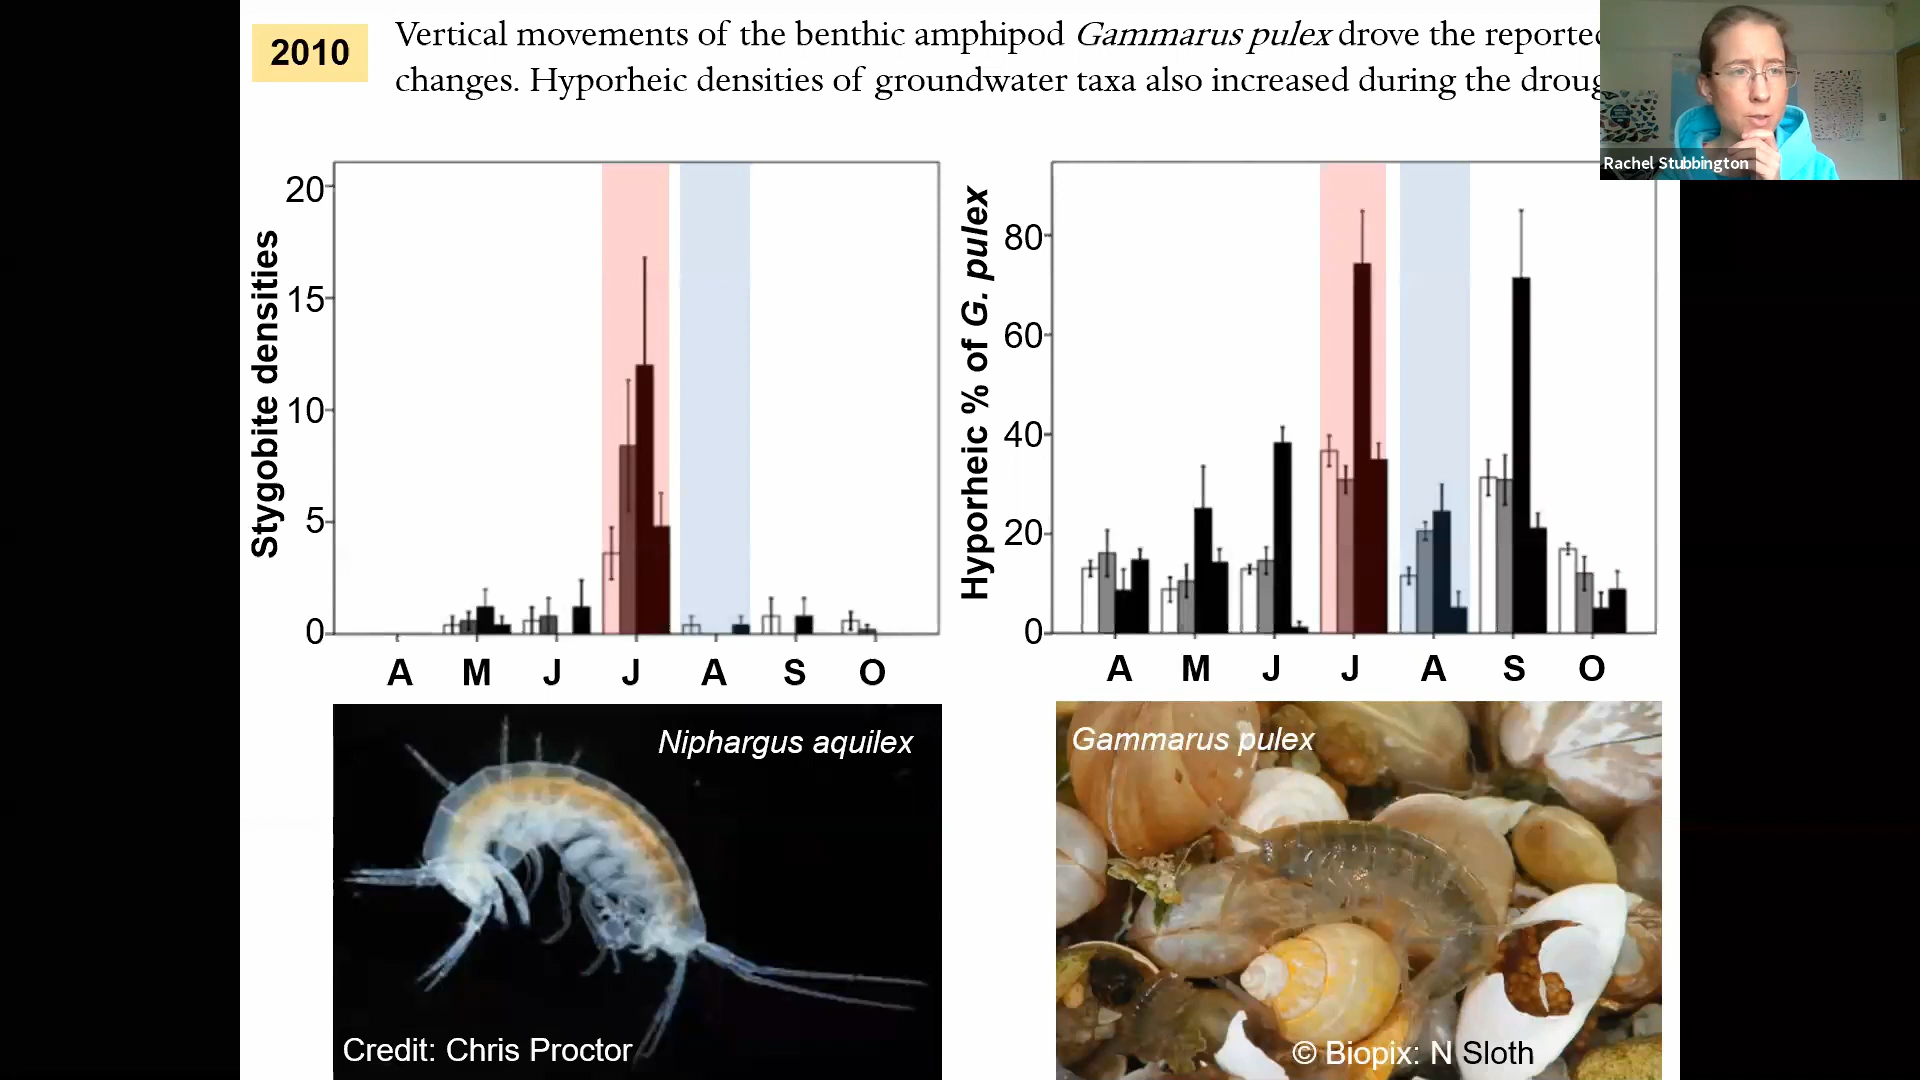 2010
Vertical movements of the benthic amphipod Gammarus pulex drove the reported
changes. Hyporheic densities of groundwater taxa also increased during the
Rachel Stubbington
Stygobite densities
20
15
10
5
0
A M J J A S O
Hyporheic % of G. pulex
80
60
40
20
0
A M J J A S O
Niphargus aquilex
Credit: Chris Proctor
Gammarus pulex
© Biopix: N Sloth